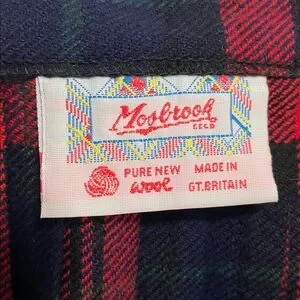 Mosbrook
REGD
PURE NEW MADE IN
WOOL GT.BRITAIN